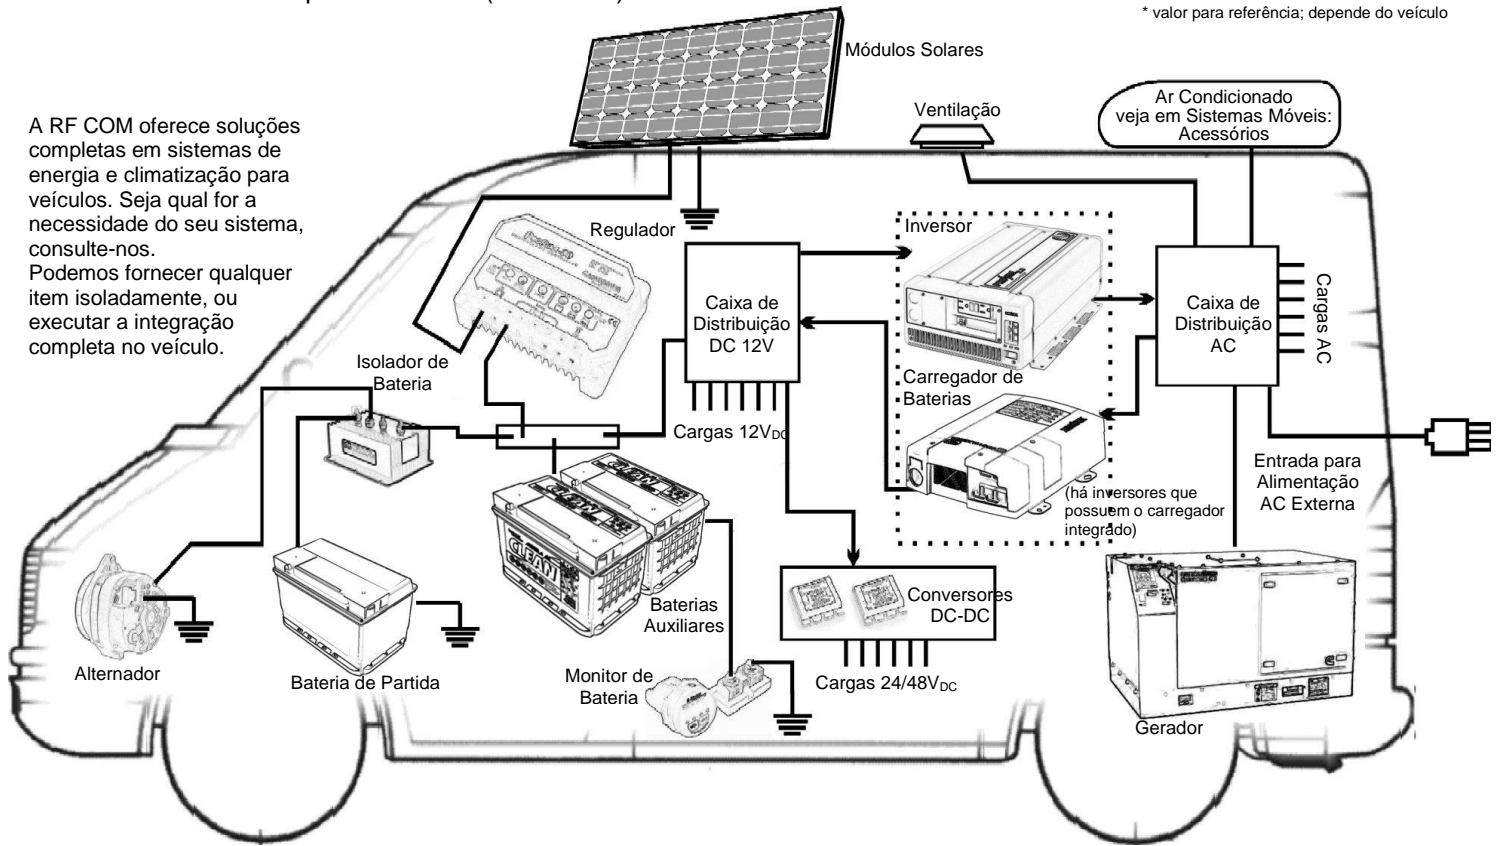 * valor para referência; depende do veículo
Módulos Solares
Ventilação
Ar Condicionado
veja em Sistemas Móveis:
Acessórios
A RF COM oferece soluções
completas em sistemas de
energia e climatização para
veículos. Seja qual for a
necessidade do seu sistema,
consulte-nos.
Podemos fornecer qualquer
item isoladamente, ou
executar a integração
completa no veículo.
Regulador
Inversor
Caixa de
Distribuição
DC 12V
Caixa de
Distribuição
AC
Cargas AC
Isolador de
Bateria
Carregador de
Baterias
Cargas 12VDC
CLEAN
CLEAN
Entrada para
Alimentação
AC Externa
(há inversores que
possuem o carregador
integrado)
Conversores
DC-DC
Baterias
Auxiliares
Alternador
Bateria de Partida
Monitor de
Bateria
Cargas 24/48VDC
Gerador